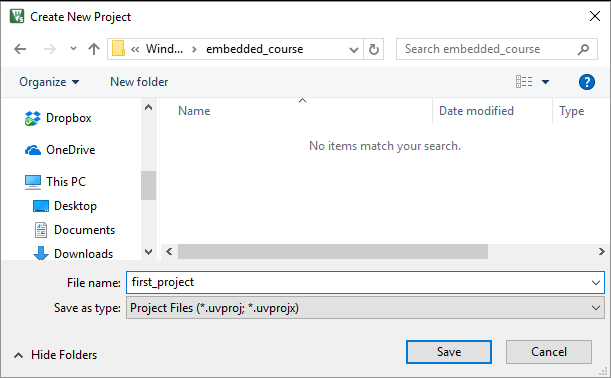 Create New Project
« Wind... » embedded_course
Search embedded_course
Organize
New folder
?
Dropbox
OneDrive
This PC
Desktop
Documents
Downloads
Name
Date modified
Type
No items match your search.
File name: first_project
Save as type: Project Files (*.uvproj; *.uvprojx)
Hide Folders
Save
Cancel